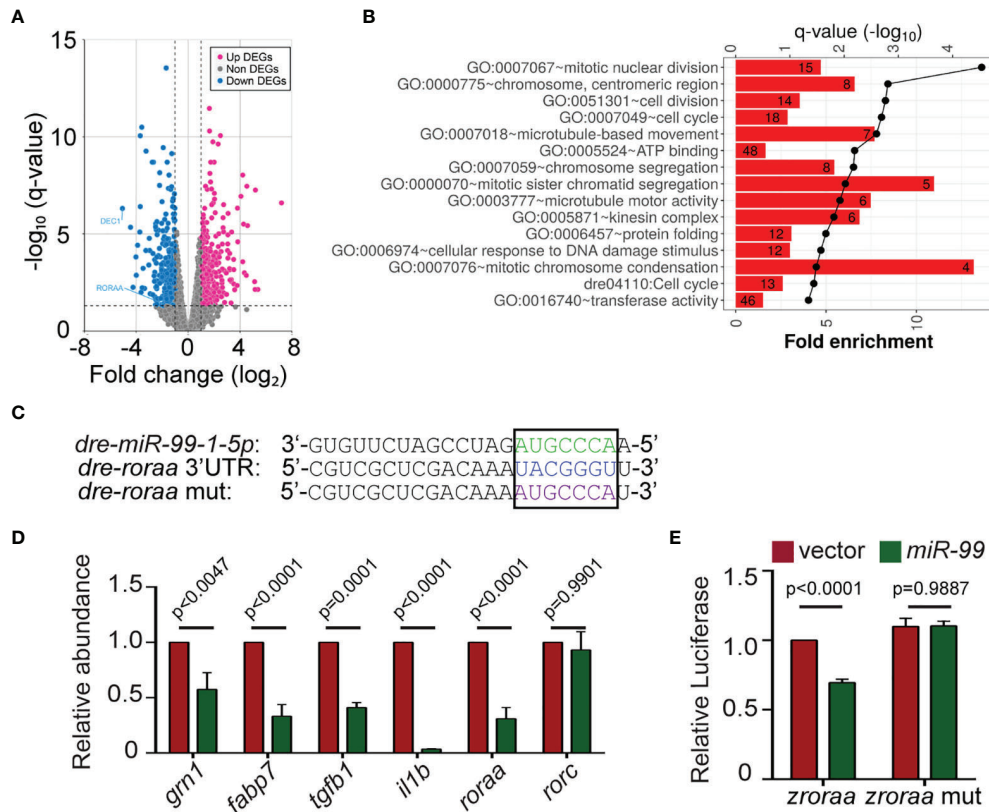 A
15
10
5
0
-log10 (q-value)
Up DEGs
Non DEGs
Down DEGs
DEC1
RORAA
-8 -4 0 4 8
Fold change (log2)
B
q-value (-log10)
0 1 2 3 4
GO:0007067~mitotic nuclear division 15
GO:0000775~chromosome, centromeric region 8
GO:0051301~cell division 14
GO:0007049~cell cycle 18
GO:0007018~microtubule-based movement 7
GO:0005524~ATP binding 48
GO:0007059~chromosome segregation 8
GO:0000070~mitotic sister chromatid segregation 5
GO:0003777~microtubule motor activity 6
GO:0005871~kinesin complex 6
GO:0006457~protein folding 12
GO:0006974~cellular response to DNA damage stimulus 12
GO:0007076~mitotic chromosome condensation 4
dre04110:Cell cycle 13
GO:0016740~transferase activity 46
0 5 10
Fold enrichment
C
dre-miR-99-1-5p: 3‘-GUGUUCUAGCCUAGAUGCCCAA-5’
dre-roraa 3’UTR: 5’-CGUCGCUCGACAAAUACGGGUU-3’
dre-roraa mut: 5’-CGUCGCUCGACAAAAUGCCCAU-3’
D
Relative abundance
1.5
1.0
0.5
0
p<0.0047
p<0.0001
p=0.0001
p<0.0001
p<0.0001
p=0.9901
grn1
fabp7
tgfb1
il1b
roraa
rorc
E
vector miR-99
Relative Luciferase
1.5
1.0
0.5
0
p<0.0001
p=0.9887
zroraa
zroraa mut